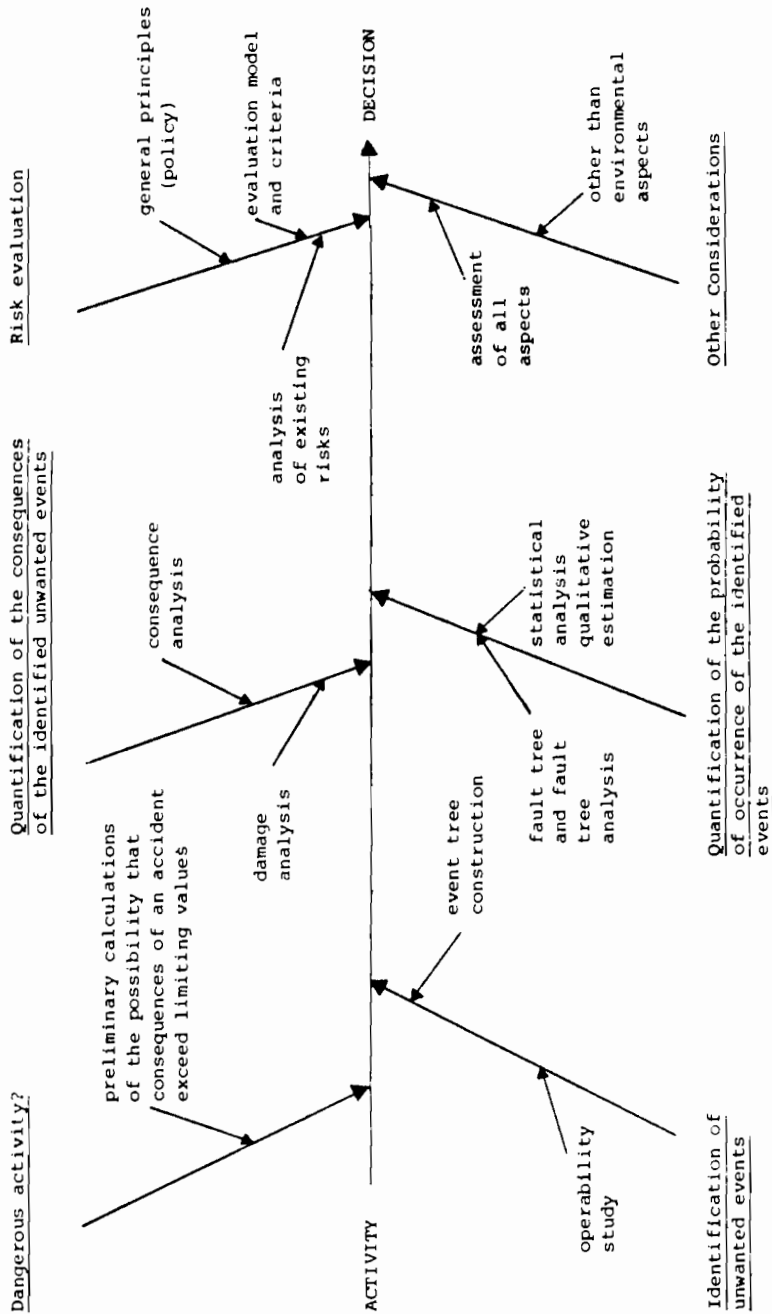 Dangerous activity?
preliminary calculations
of the possibility that
consequences of an accident
exceed limiting values
Quantification of the consequences
of the identified unwanted events
consequence
analysis
damage
analysis
Risk evaluation
general principles
(policy)
evaluation model
and criteria
analysis
of existing
risks
ACTIVITY
DECISION
Identification of
unwanted events
operability
study
event tree
construction
Quantification of the probability
of occurrence of the identified
events
fault tree
and fault
tree
analysis
statistical
analysis
qualitative
estimation
Other Considerations
assessment
of all
aspects
other than
environmental
aspects